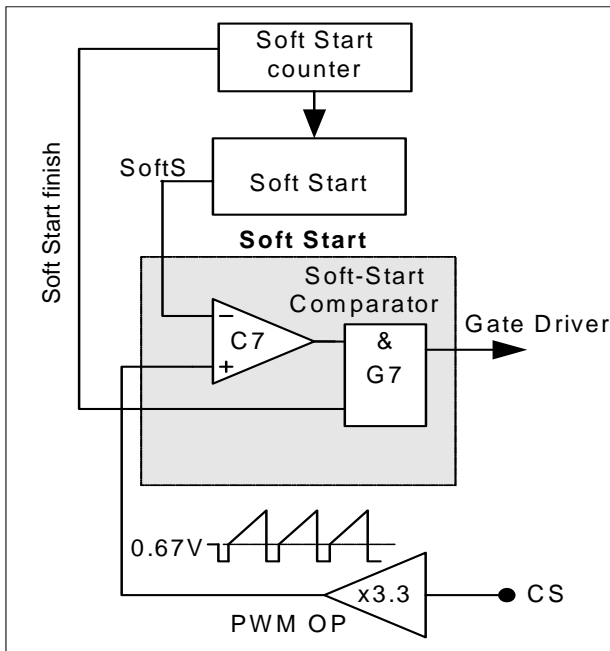 Soft Start
counter
SoftS
Soft Start
Soft Start finish
Soft Start
Soft-Start
Comparator
Gate Driver
−
C7
+
&
G7
0.67V
x3.3
CS
PWM OP